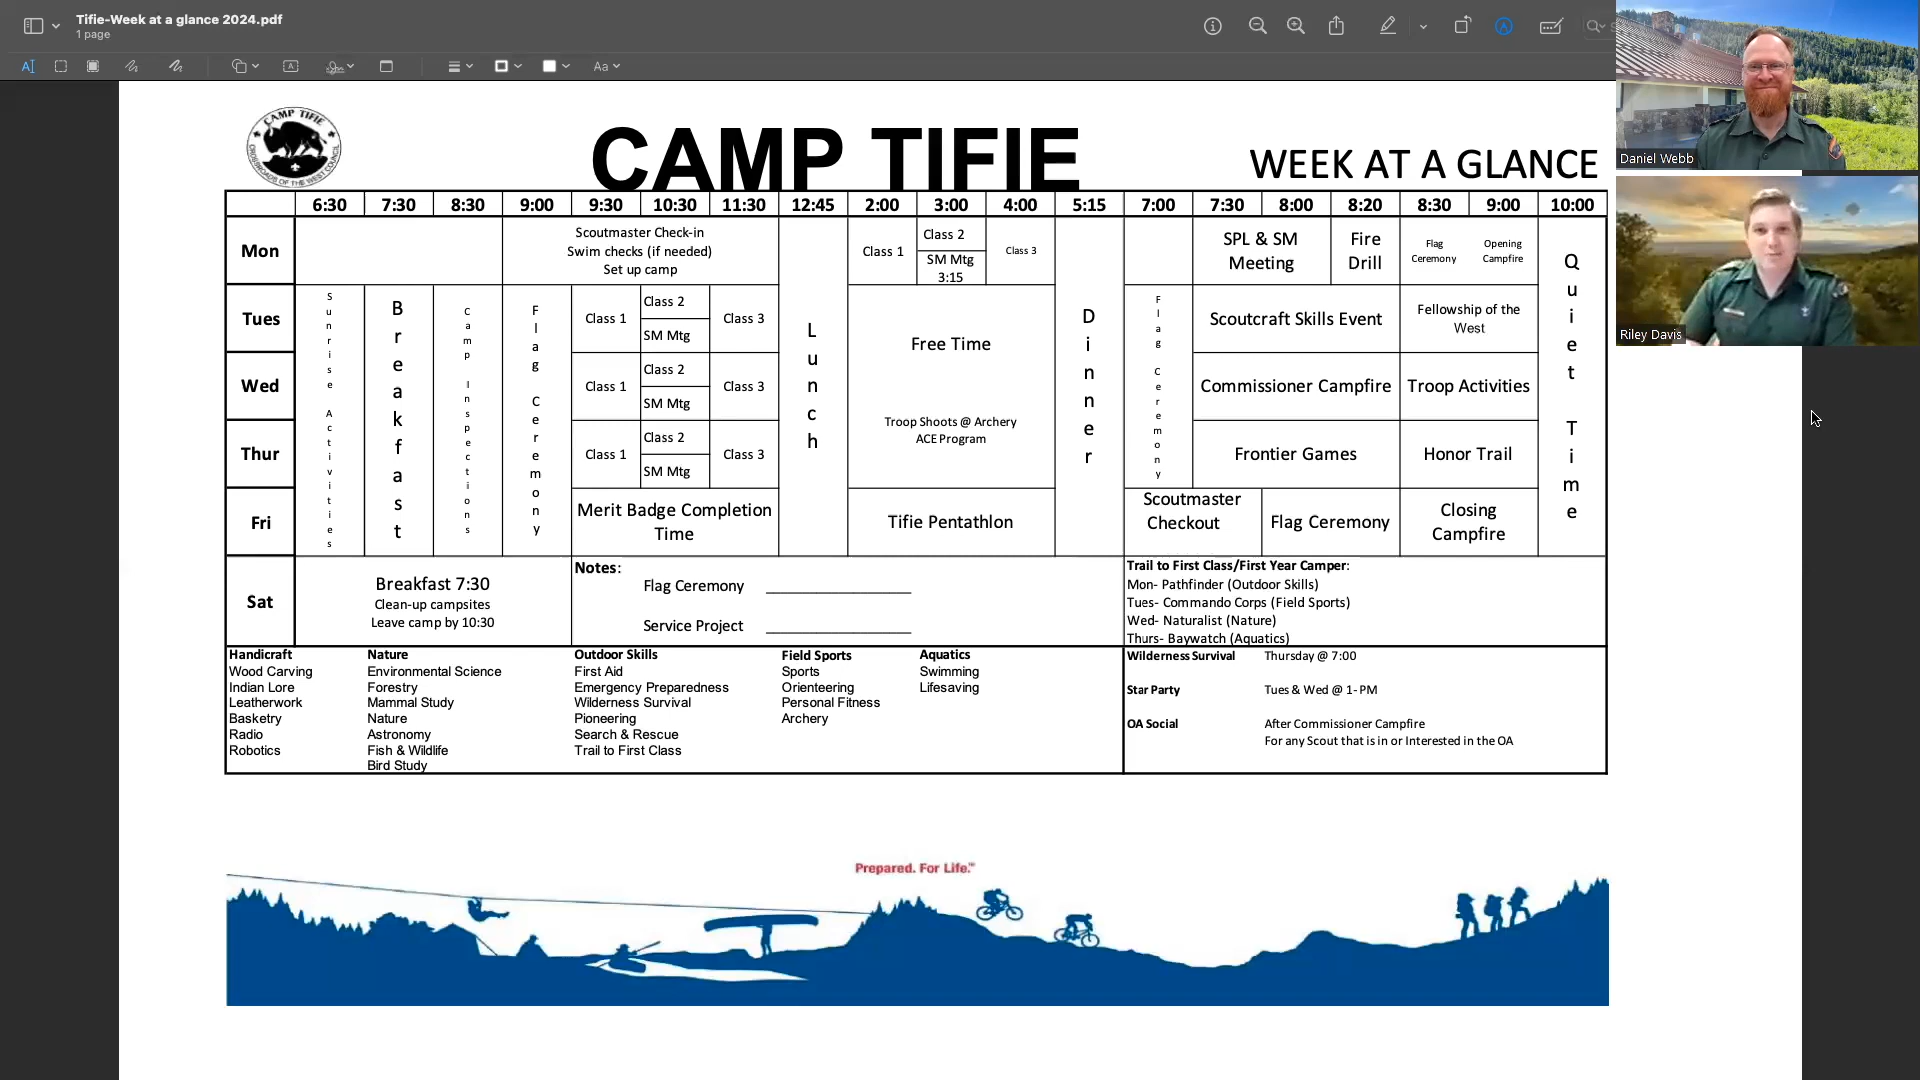 Tifie-Week at a glance 2024.pdf
1 page
Aa
CAMP TIFIE
CROSSROADS OF THE WEST COUNCIL
CAMP TIFIE
WEEK AT A GLANCE
6:30 7:30 8:30 9:00 9:30 10:30 11:30 12:45 2:00 3:00 4:00 5:15 7:00 7:30 8:00 8:20 8:30 9:00 10:00
Mon
Scoutmaster Check-in
Swim checks (if needed)
Set up camp
Class 1
Class 2
SM Mtg
3:15
Class 3
SPL & SM
Meeting
Fire
Drill
Flag
Ceremony
Opening
Campfire
Sunrise Activities
Breakfast
Camp Inspections
Flag Ceremony
Lunch
Dinner
Flag Ceremony
Quiet Time
Tues
Class 1
Class 2
SM Mtg
Class 3
Free Time
Scoutcraft Skills Event
Fellowship of the
West
Wed
Class 1
Class 2
SM Mtg
Class 3
Commissioner Campfire
Troop Activities
Troop Shoots @ Archery
ACE Program
Thur
Class 1
Class 2
SM Mtg
Class 3
Frontier Games
Honor Trail
Fri
Merit Badge Completion
Time
Tifie Pentathlon
Scoutmaster
Checkout
Flag Ceremony
Closing
Campfire
Sat
Breakfast 7:30
Clean-up campsites
Leave camp by 10:30
Notes:
Flag Ceremony
Service Project
Trail to First Class/First Year Camper:
Mon- Pathfinder (Outdoor Skills)
Tues- Commando Corps (Field Sports)
Wed- Naturalist (Nature)
Thurs- Baywatch (Aquatics)
Handicraft
Wood Carving
Indian Lore
Leatherwork
Basketry
Radio
Robotics
Nature
Environmental Science
Forestry
Mammal Study
Nature
Astronomy
Fish & Wildlife
Bird Study
Outdoor Skills
First Aid
Emergency Preparedness
Wilderness Survival
Pioneering
Search & Rescue
Trail to First Class
Field Sports
Sports
Orienteering
Personal Fitness
Archery
Aquatics
Swimming
Lifesaving
Wilderness Survival Thursday @ 7:00
Star Party Tues & Wed @ 1- PM
OA Social After Commissioner Campfire
For any Scout that is in or Interested in the OA
Prepared. For Life.™
Daniel Webb
Riley Davis